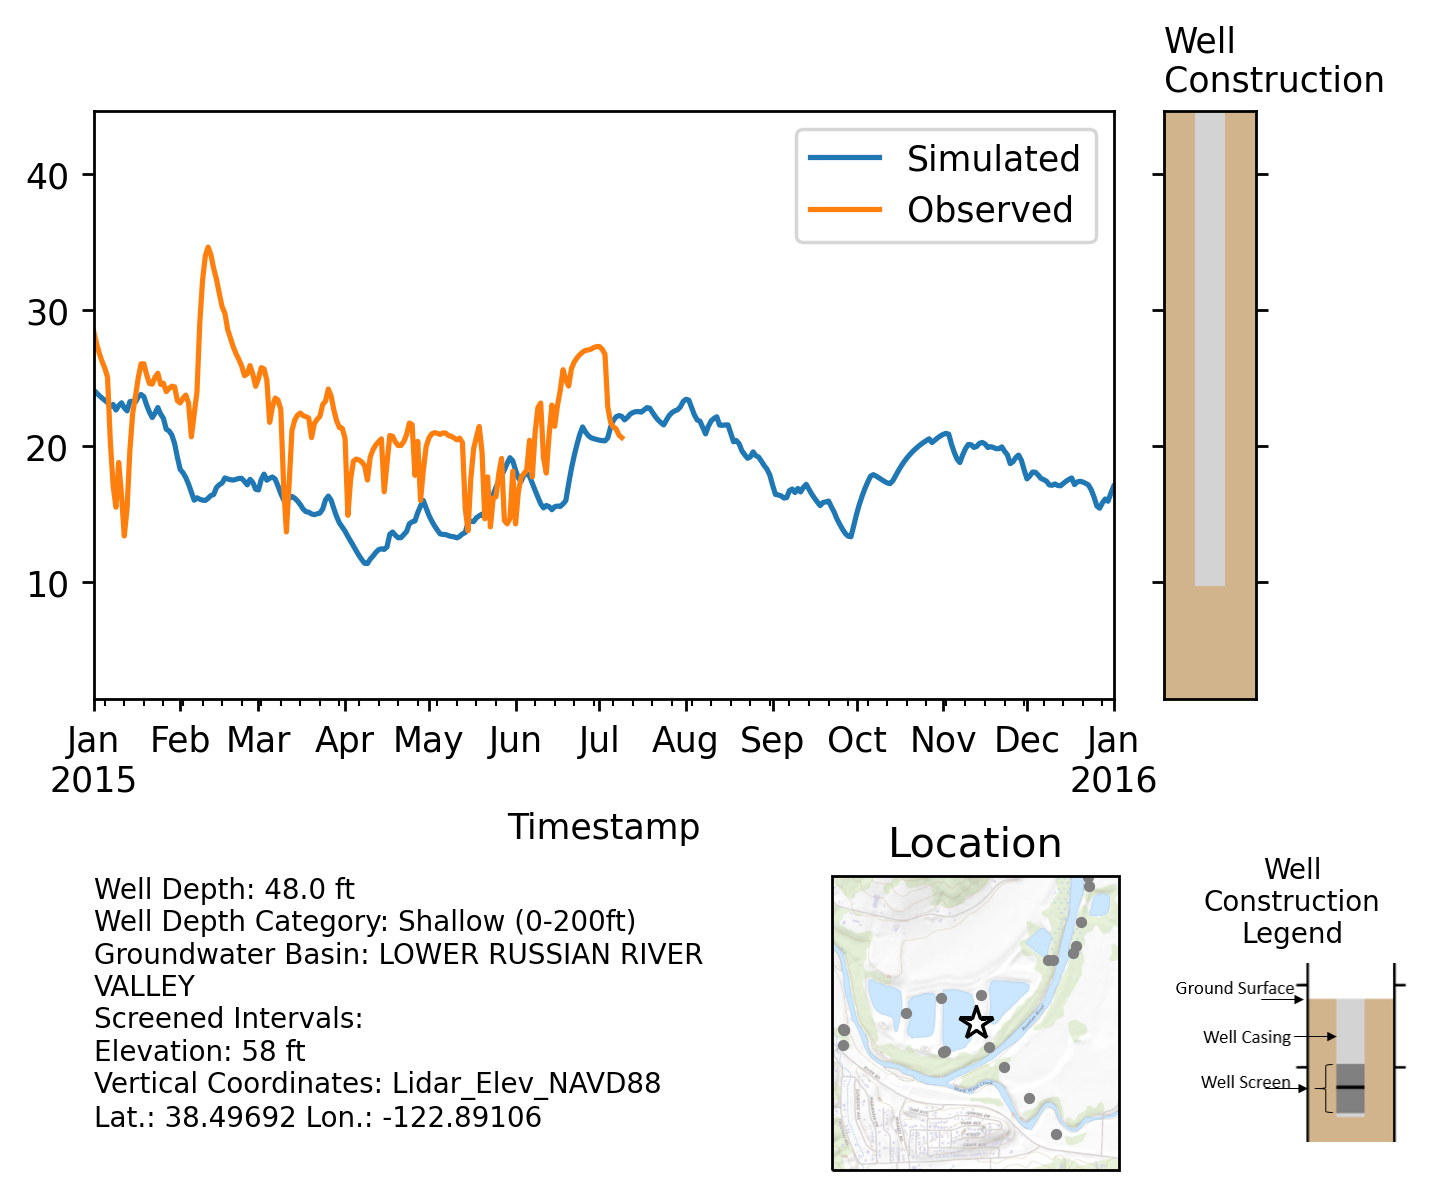 Well
Construction
40
30
20
10
Simulated
Observed
Jan
2015
Feb
Mar
Apr
May
Jun
Jul
Aug
Sep
Oct
Nov
Dec
Jan
2016
Timestamp
Well Depth: 48.0 ft
Well Depth Category: Shallow (0-200ft)
Groundwater Basin: LOWER RUSSIAN RIVER
VALLEY
Screened Intervals:
Elevation: 58 ft
Vertical Coordinates: Lidar_Elev_NAVD88
Lat.: 38.49692 Lon.: -122.89106
Location
Well
Construction
Legend
Ground Surface
Well Casing
Well Screen